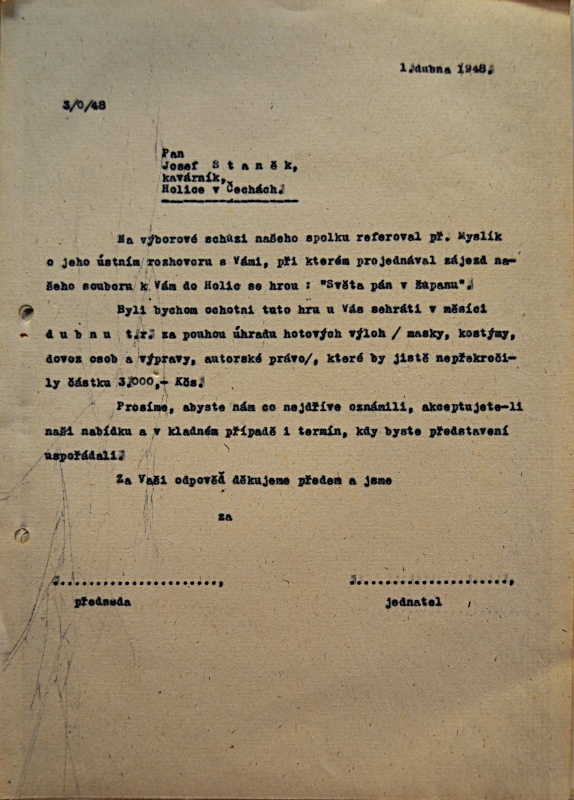 1.dubna 1948.
3/0/48
Pan
Josef S t a n ě k,
kavárník,
Holice v Čechách.
Na výborové schůzi našeho spolku referoval př. Myslík
o jeho ústním rozhovoru s Vámi, při kterém projednával zájezd na-
šeho souboru k Vám do Holic se hrou : "Světa pán v županu".
Byli bychom ochotni tuto hru u Vás sehráti v měsíci
d u b n u t.r. za pouhou úhradu hotových výloh / masky, kostýmy,
dovoz osob a výpravy, autorské právo/, které by jistě nepřekroči-
ly částku 3.000,- Kčs.
Prosíme, abyste nám co nejdříve oznámili, akceptujete-li
naši nabídku a v kladném případě i termín, kdy byste představení
uspořádali.
Za Vaši odpověď děkujeme předem a jsme
za
......................, ......................,
předseda jednatel